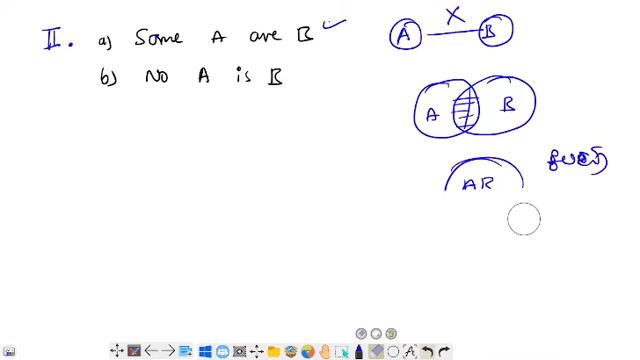 II. a) Some A are B ✓
b) No A is B
A X B
A B
AB